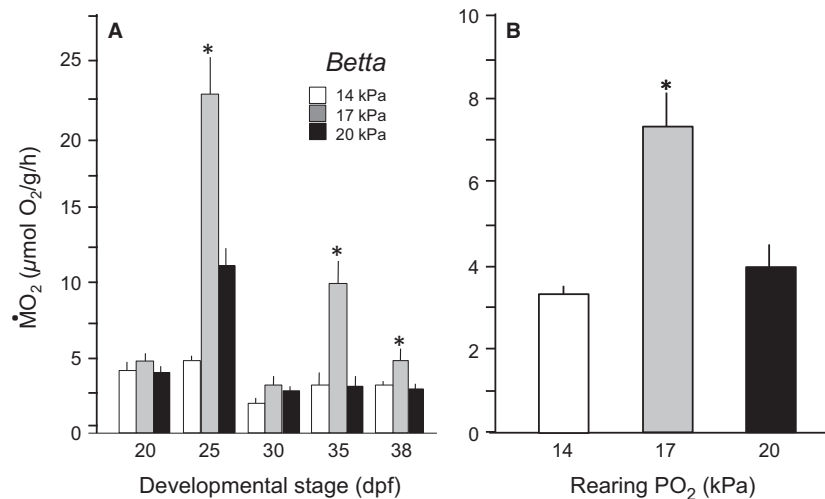 A
Betta
14 kPa
17 kPa
20 kPa
*
*
*
25
20
15
10
5
0
ṀO₂ (µmol O₂/g/h)
20 25 30 35 38
Developmental stage (dpf)
B
*
10
8
6
4
2
0
14 17 20
Rearing PO₂ (kPa)